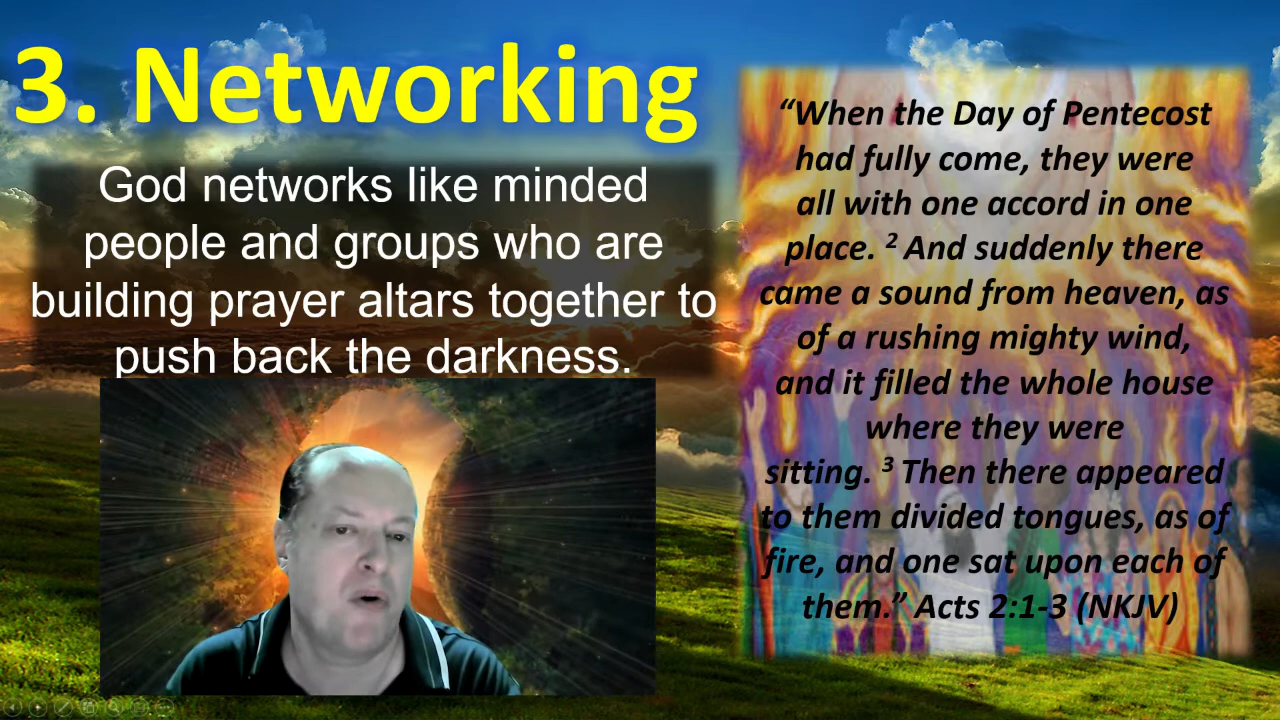 3. Networking
God networks like minded
people and groups who are
building prayer altars together to
push back the darkness.
“When the Day of Pentecost
had fully come, they were
all with one accord in one
place. ² And suddenly there
came a sound from heaven, as
of a rushing mighty wind,
and it filled the whole house
where they were
sitting. ³ Then there appeared
to them divided tongues, as of
fire, and one sat upon each of
them.” Acts 2:1-3 (NKJV)